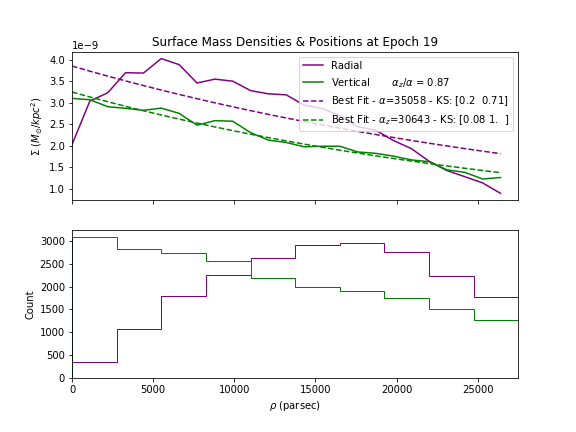 Surface Mass Densities & Positions at Epoch 19
1e−9
4.0
3.5
3.0
2.5
2.0
1.5
1.0
Σ (M⊙/kpc²)
Radial
Vertical α_z/α = 0.87
Best Fit - α=35058 - KS: [0.2 0.71]
Best Fit - α_z=30643 - KS: [0.08 1. ]
3000
2500
2000
1500
1000
500
0
Count
0 5000 10000 15000 20000 25000
ρ (parsec)